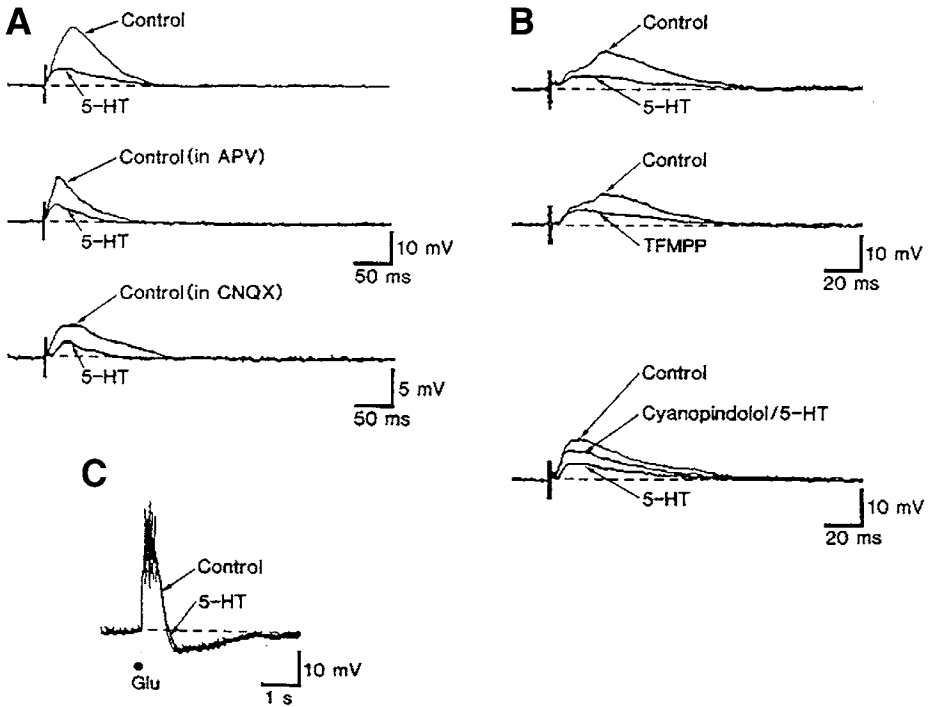 A
Control
5-HT
Control (in APV)
5-HT
10 mV
50 ms
Control (in CNQX)
5-HT
5 mV
50 ms
B
Control
5-HT
Control
TFMPP
10 mV
20 ms
Control
Cyanopindolol/5-HT
5-HT
10 mV
20 ms
C
Control
5-HT
Glu
10 mV
1 s